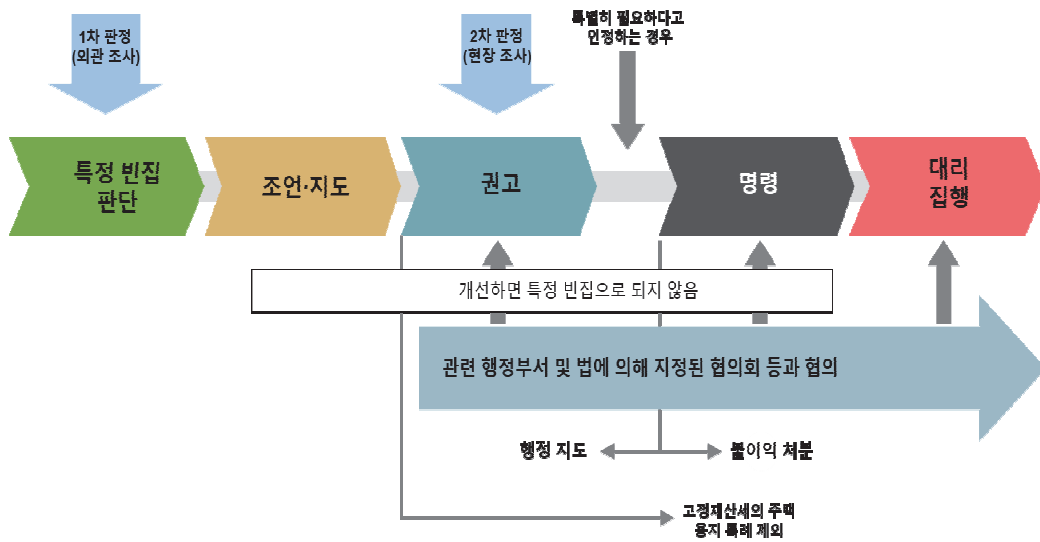 1차 판정
(외관 조사)
2차 판정
(현장 조사)
특별히 필요하다고
인정하는 경우
특정 빈집
판단
조언·지도
권고
명령
대리
집행
개선하면 특정 빈집으로 되지 않음
관련 행정부서 및 법에 의해 지정된 협의회 등과 협의
행정 지도
불이익 처분
고정재산세의 주택
용지 특례 제외